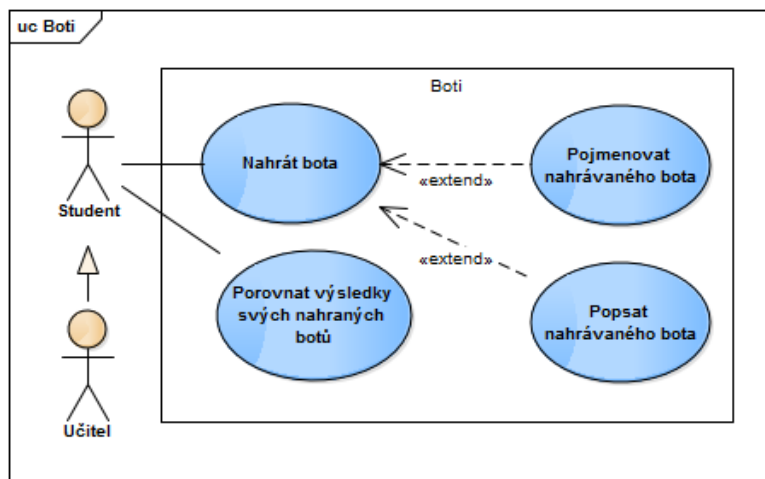 uc Boti
Boti
Nahrát bota
Pojmenovat
nahrávaného bota
«extend»
Student
«extend»
Porovnat výsledky
svých nahraných
botů
Popsat
nahrávaného bota
Učitel